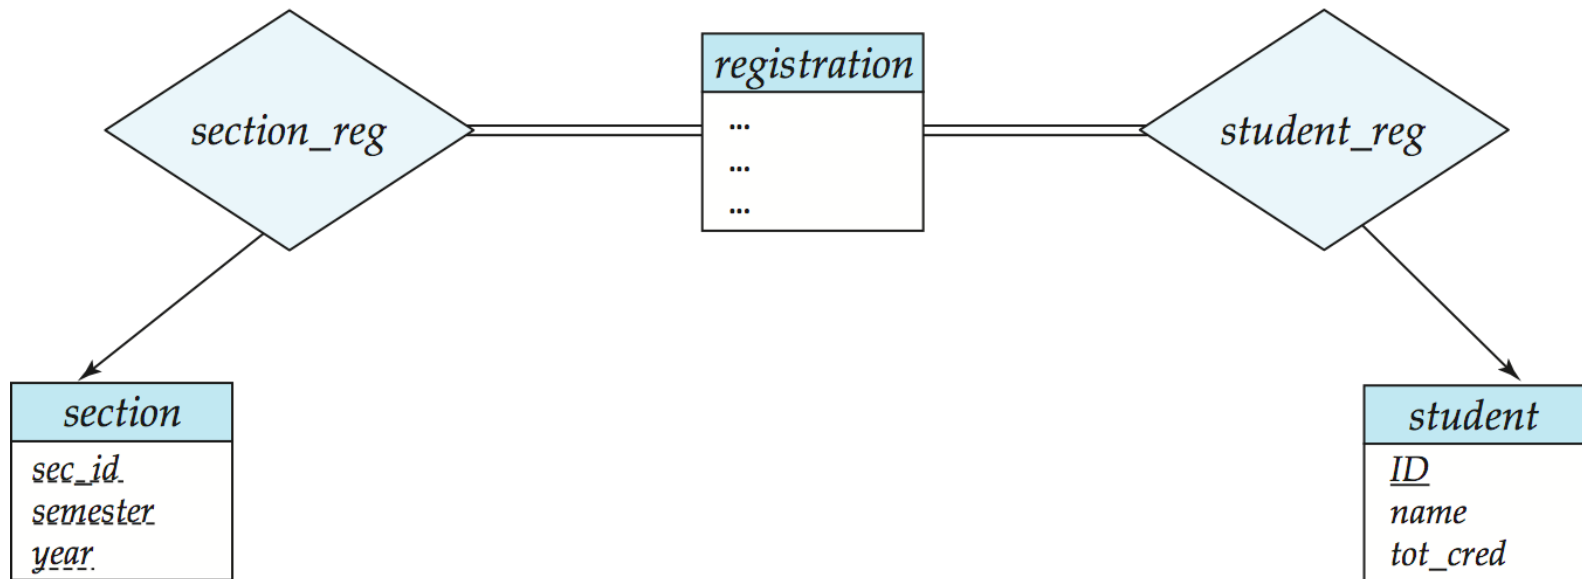 section_reg
registration
...
...
...
student_reg
section
sec_id
semester
year
student
ID
name
tot_cred